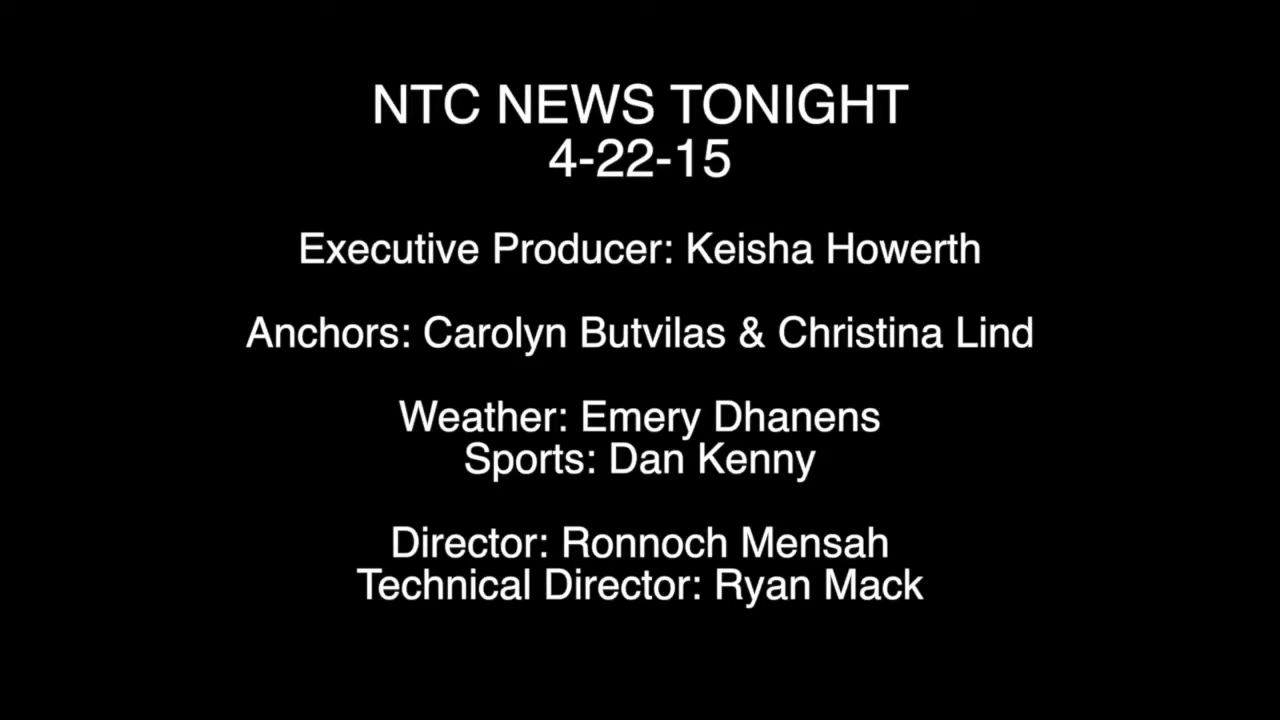 NTC NEWS TONIGHT
4-22-15
Executive Producer: Keisha Howerth
Anchors: Carolyn Butvilas & Christina Lind
Weather: Emery Dhanens
Sports: Dan Kenny
Director: Ronnoch Mensah
Technical Director: Ryan Mack